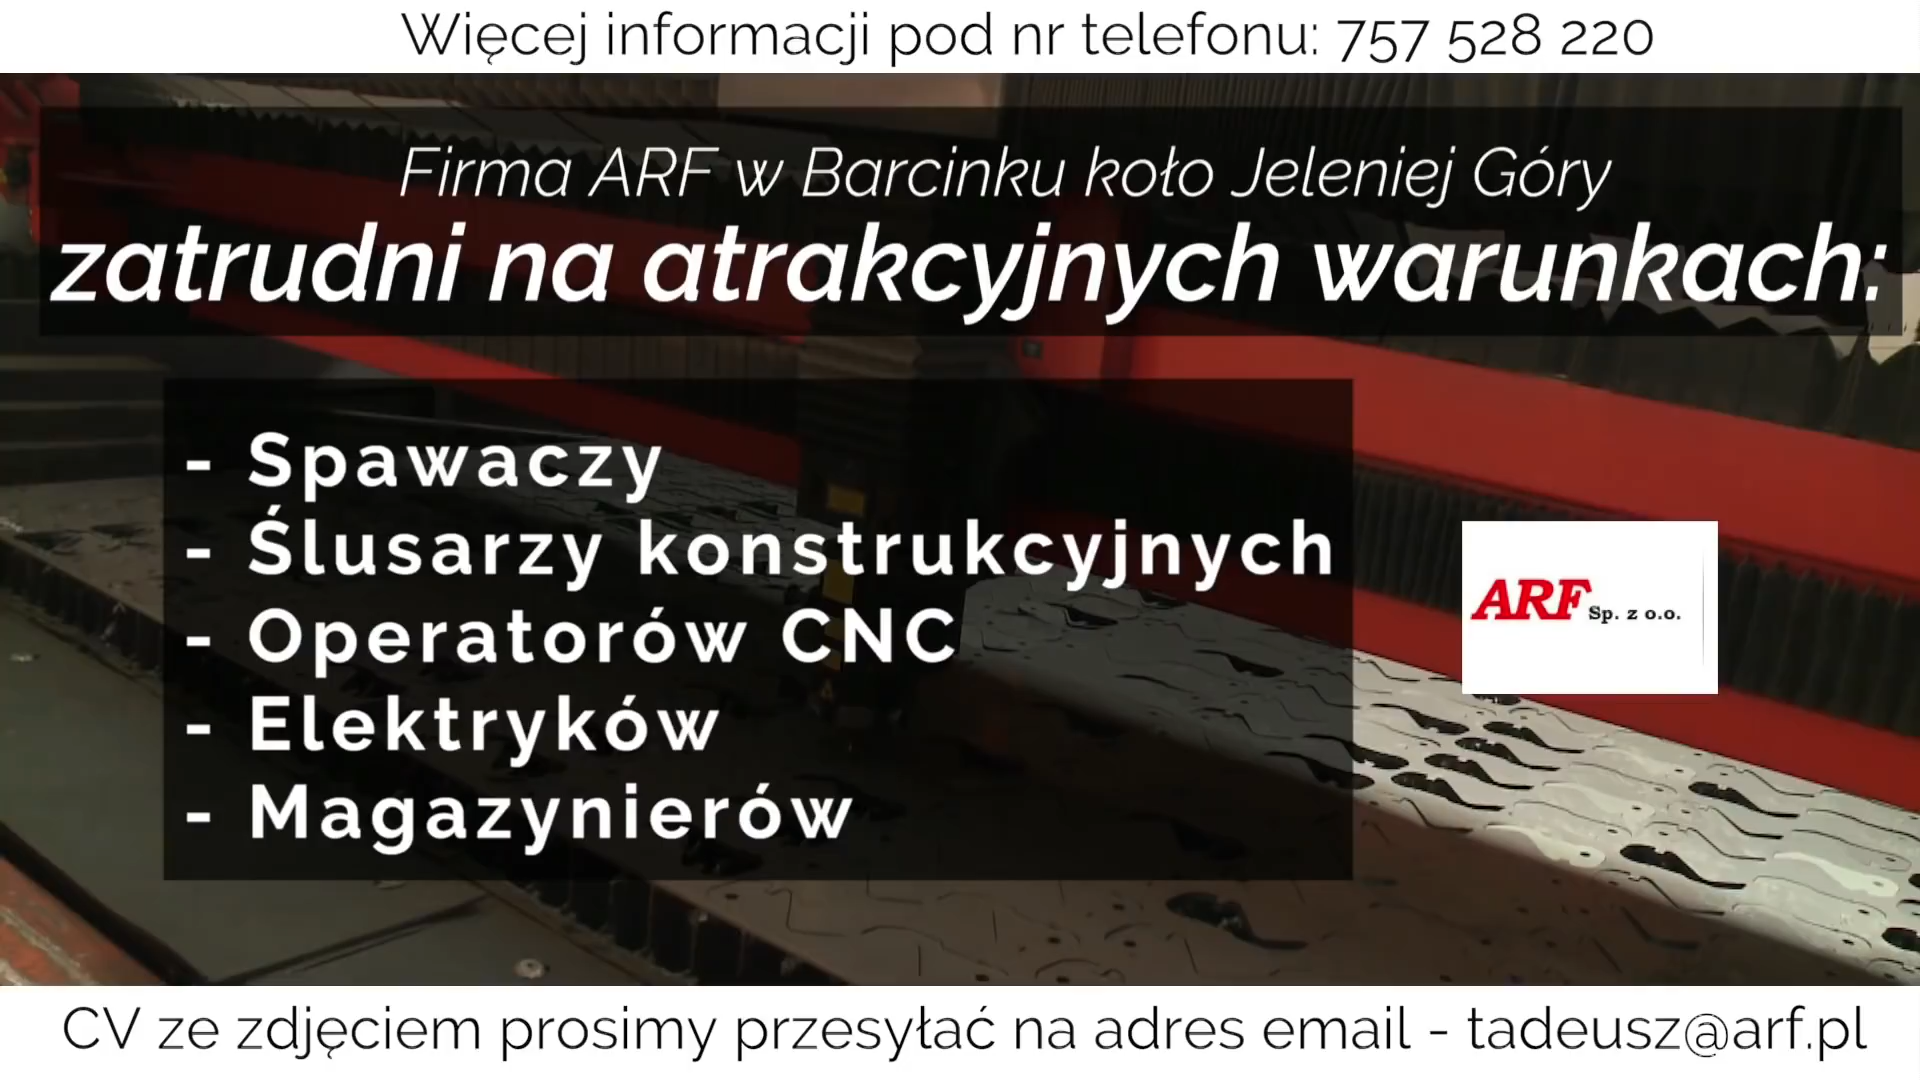 Więcej informacji pod nr telefonu: 757 528 220
Firma ARF w Barcinku koło Jeleniej Góry
zatrudni na atrakcyjnych warunkach:
- Spawaczy
- Ślusarzy konstrukcyjnych
- Operatorów CNC
- Elektryków
- Magazynierów
ARF Sp. z o.o.
CV ze zdjęciem prosimy przesyłać na adres email - tadeusz@arf.pl